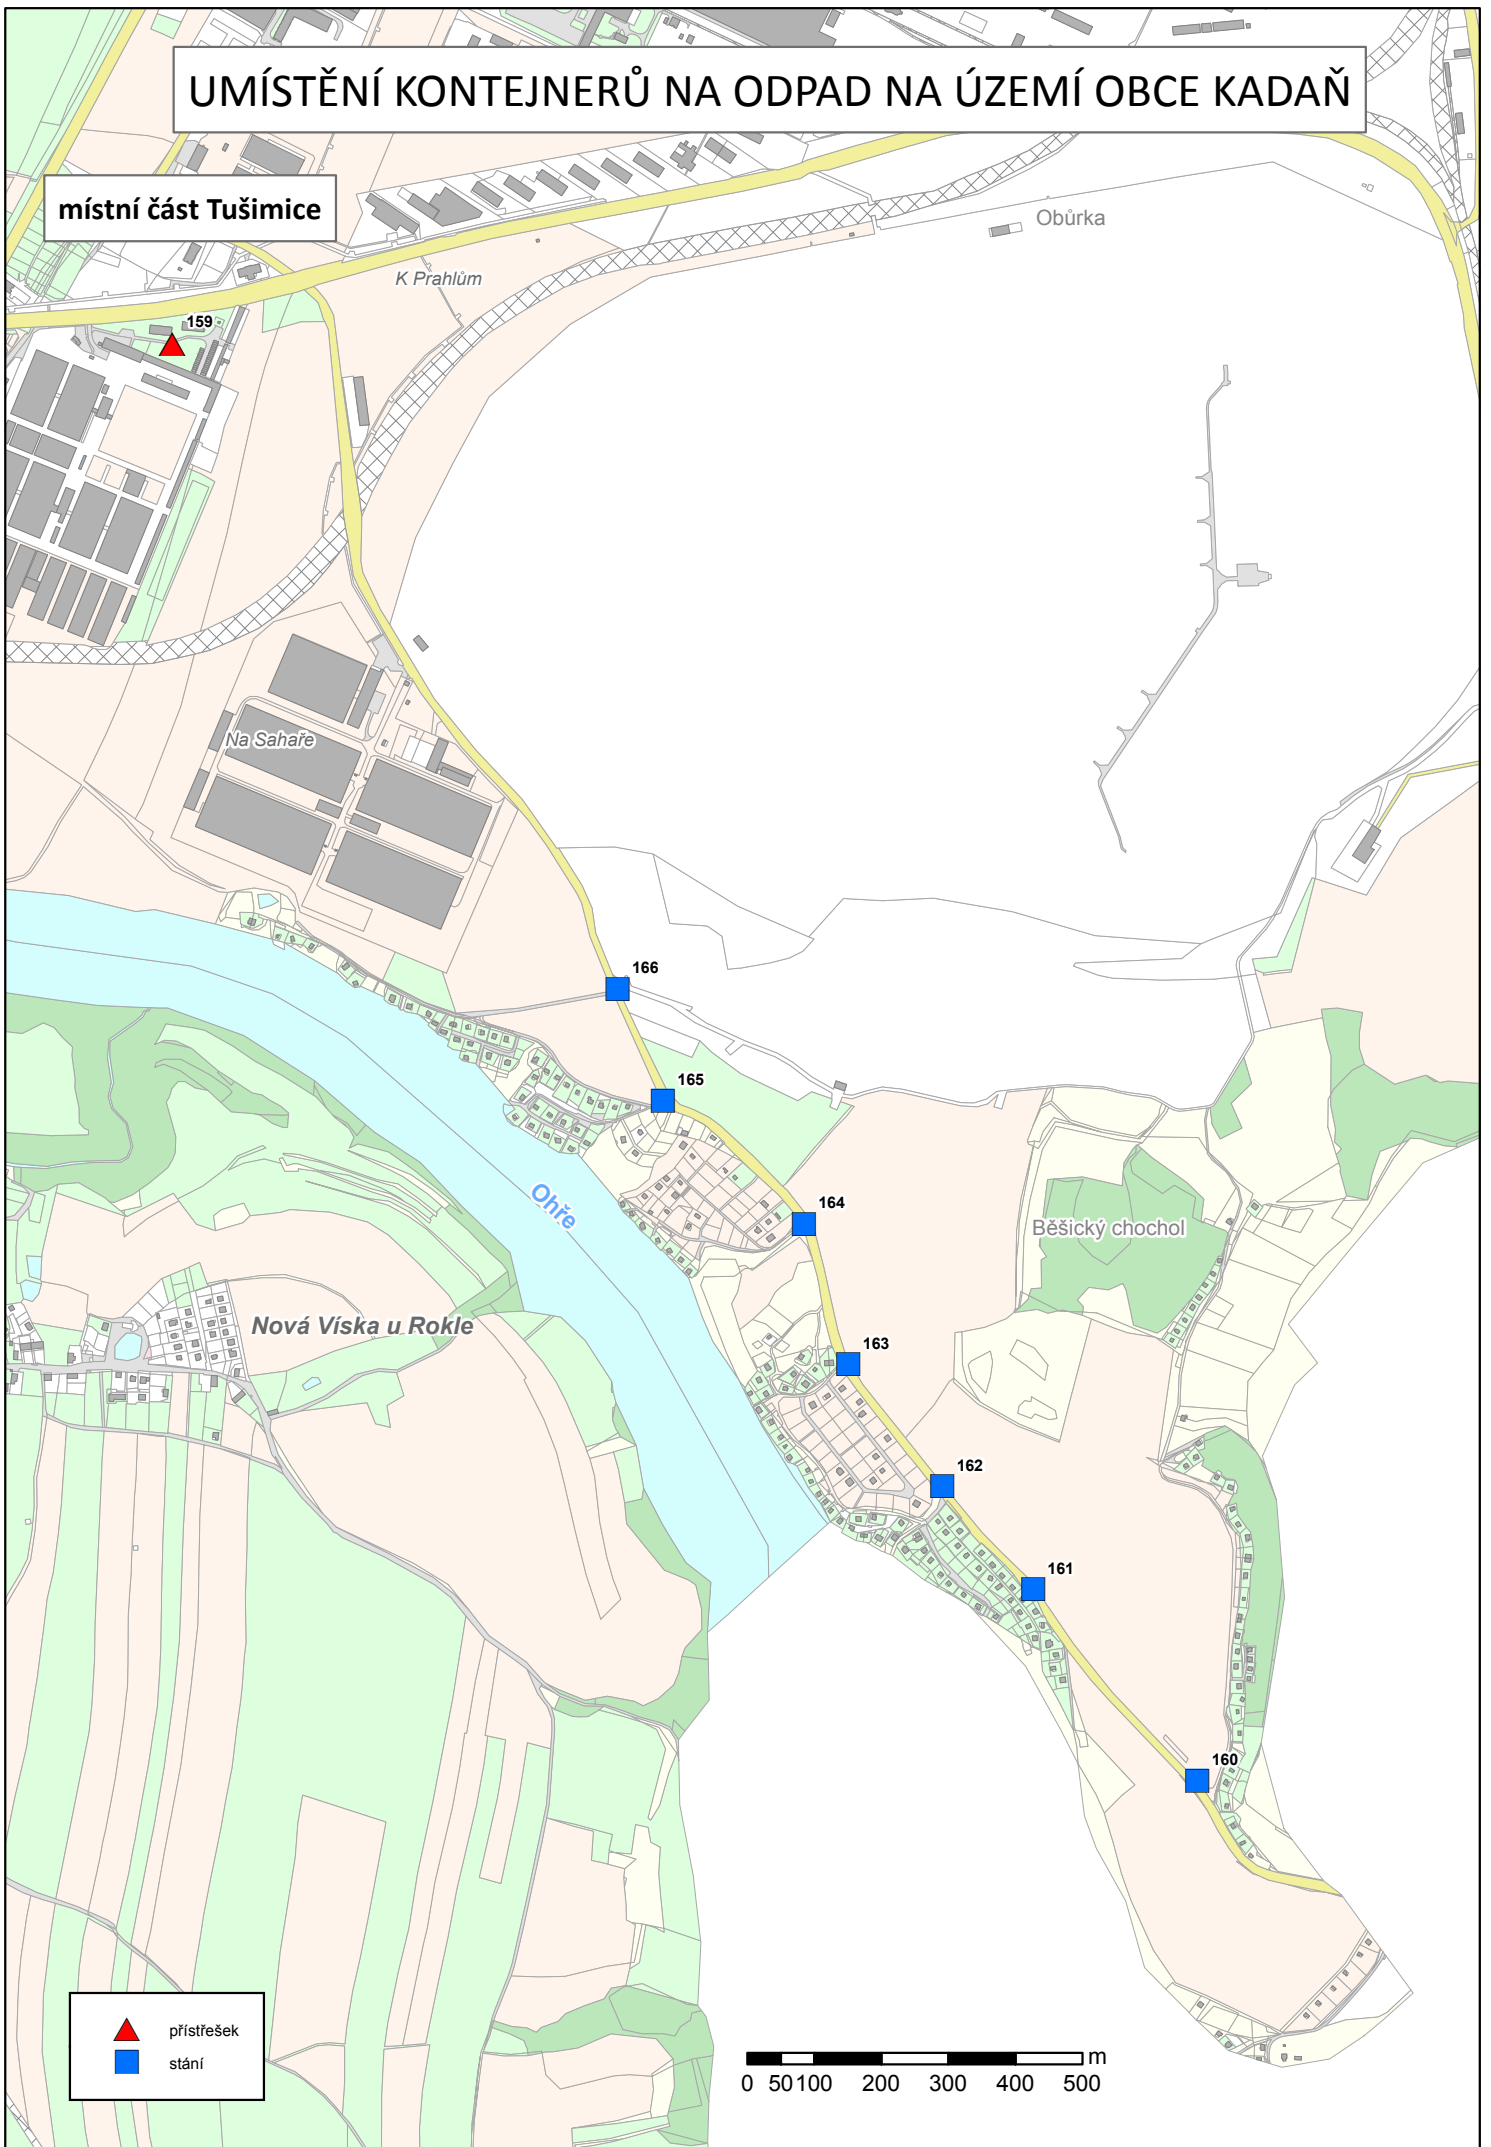 UMÍSTĚNÍ KONTEJNERŮ NA ODPAD NA ÚZEMÍ OBCE KADAŇ
místní část Tušimice
Obůrka
K Prahlům
159
Na Sahaře
166
165
Ohře
164
Běšický chochol
Nová Víska u Rokle
163
162
161
160
přístřešek
stání
m
0 50 100 200 300 400 500